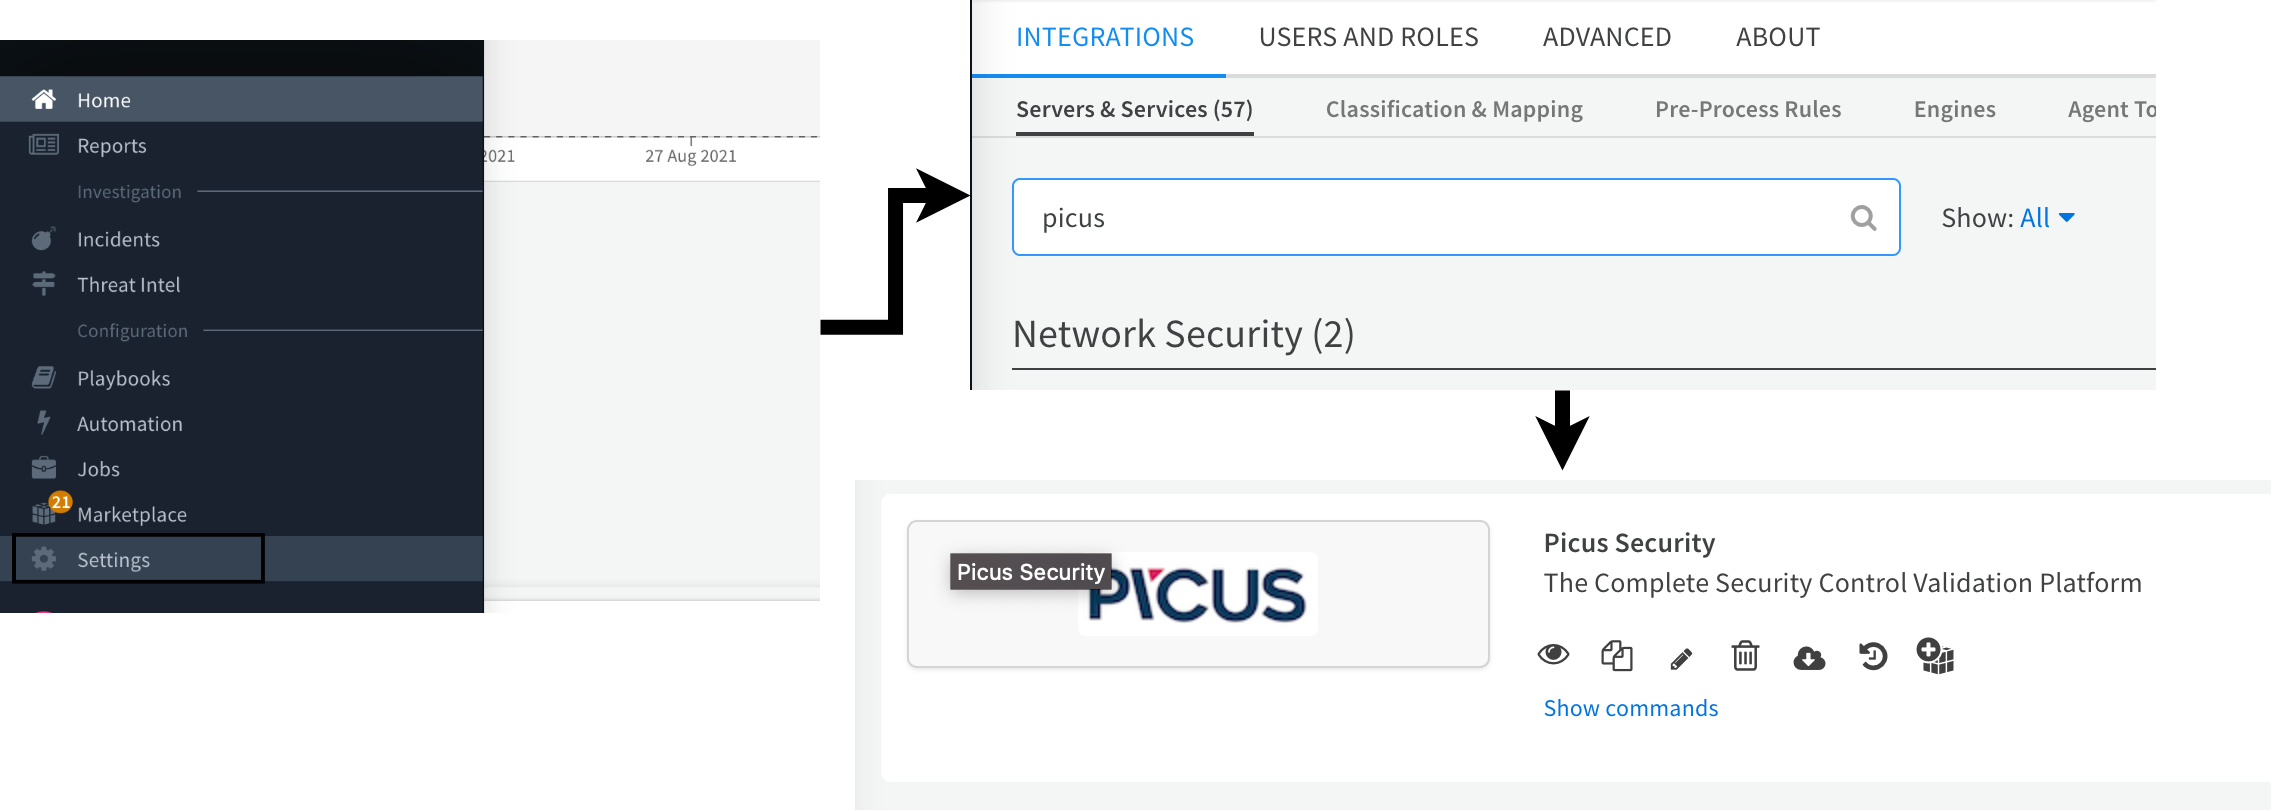 Home
Reports
Investigation
Incidents
Threat Intel
Configuration
Playbooks
Automation
Jobs
21
Marketplace
Settings
2021
27 Aug 2021
INTEGRATIONS USERS AND ROLES ADVANCED ABOUT
Servers & Services (57) Classification & Mapping Pre-Process Rules Engines Agent To
picus
Show: All
Network Security (2)
Picus Security
PICUS
Picus Security
The Complete Security Control Validation Platform
Show commands